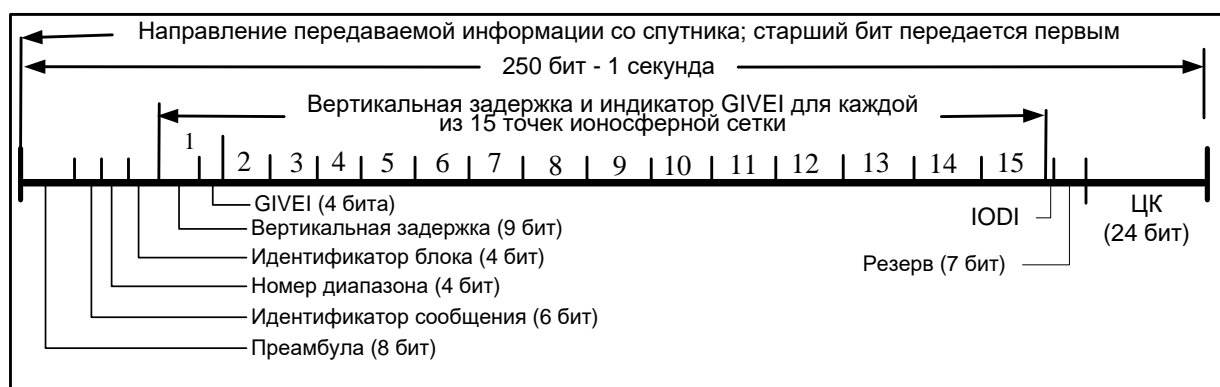 Направление передаваемой информации со спутника; старший бит передается первым
250 бит - 1 секунда
Вертикальная задержка и индикатор GIVEI для каждой
из 15 точек ионосферной сетки
1 2 3 4 5 6 7 8 9 10 11 12 13 14 15
GIVEI (4 бита)
Вертикальная задержка (9 бит)
Идентификатор блока (4 бит)
Номер диапазона (4 бит)
Идентификатор сообщения (6 бит)
Преамбула (8 бит)
IODI
Резерв (7 бит)
ЦК
(24 бит)